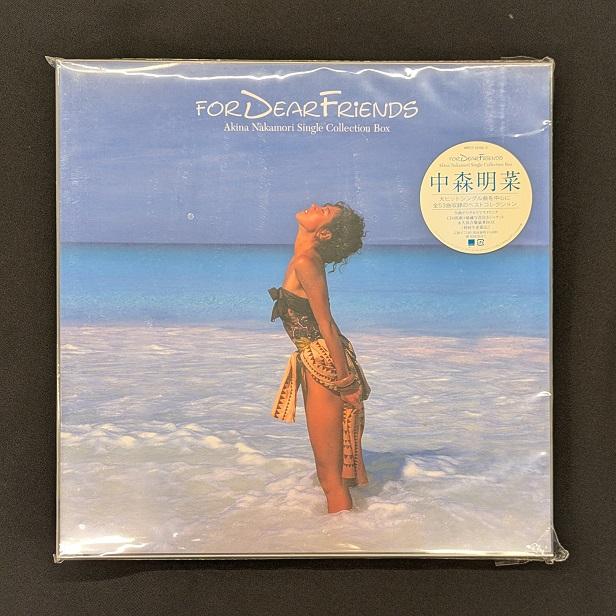 FOR DEAR FRIENDS
Akina Nakamori Single Collection Box
FOR DEAR FRIENDS
Akina Nakamori Single Collection Box
中森明菜
大ヒットシングル曲を中心に
全53曲収録のベストコレクション